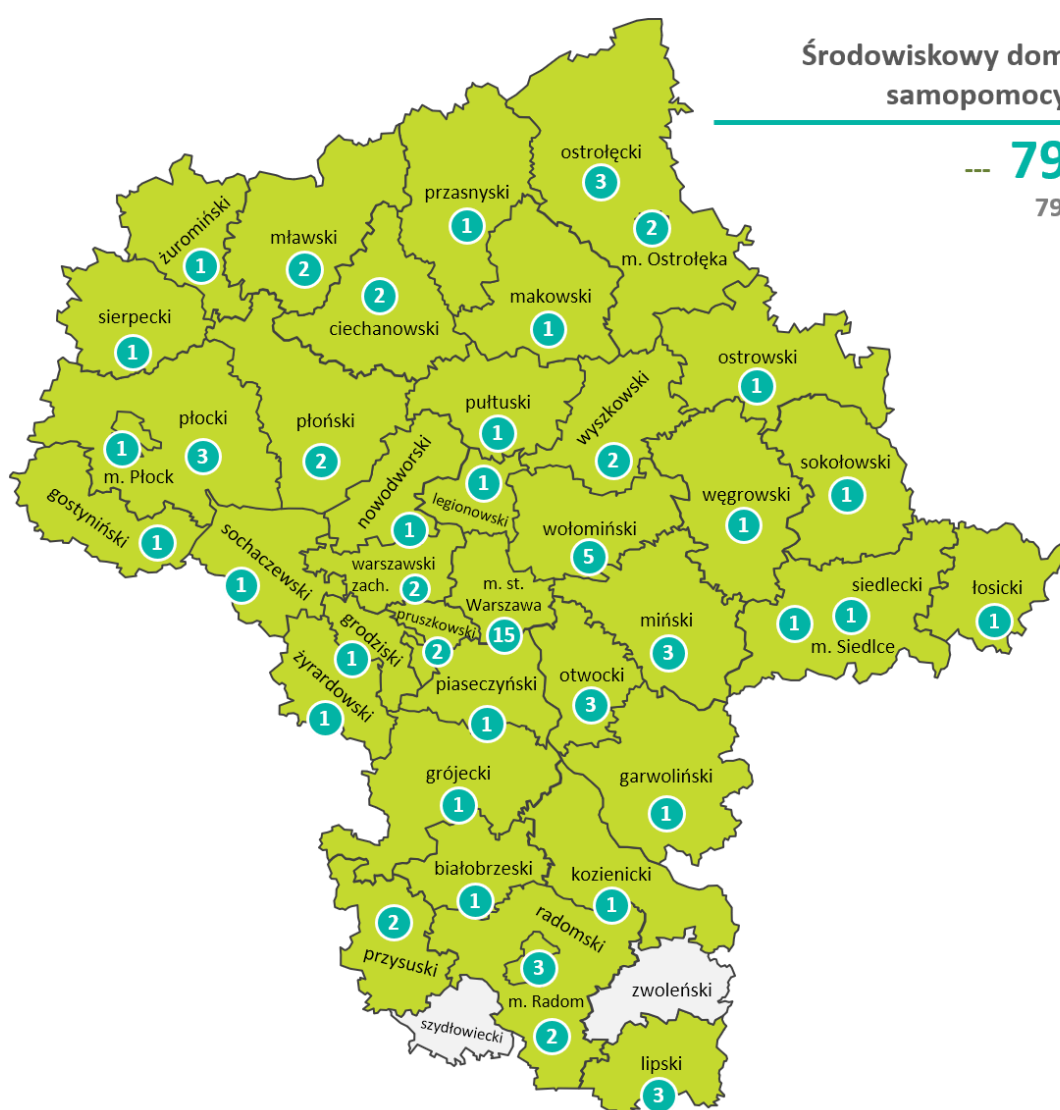 Środowiskowy dom
samopomocy
--- 79
79
ostrołęcki
3
przasnyski
1
2
m. Ostrołęka
żuromiński
1
mławski
2
2
ciechanowski
makowski
1
sierpecki
1
ostrowski
1
płocki
3
1
m. Płock
płoński
2
pułtuski
1
wyszkowski
2
nowodworski
1
1
legionowski
sokołowski
1
węgrowski
1
gostyniński
1
sochaczewski
1
wołomiński
5
warszawski
zach.
2
m. st.
Warszawa
15
siedlecki
1
1
m. Siedlce
łosicki
1
pruszkowski
2
grodziski
1
miński
3
żyrardowski
1
piaseczyński
1
otwocki
3
grójecki
1
garwoliński
1
białobrzeski
1
kozienicki
1
2
przysuski
radomski
3
m. Radom
2
zwoleński
szydłowiecki
lipski
3